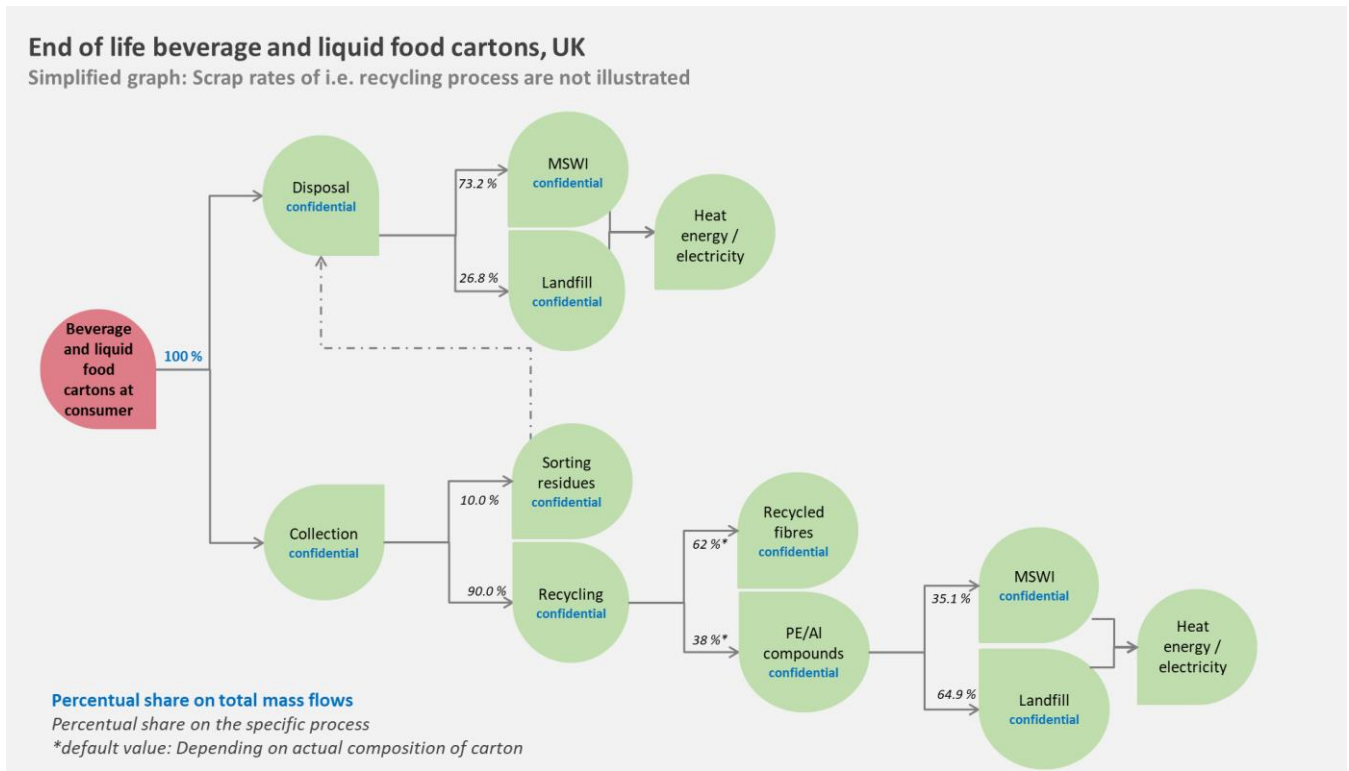 End of life beverage and liquid food cartons, UK
Simplified graph: Scrap rates of i.e. recycling process are not illustrated
Beverage
and liquid
food
cartons at
consumer
100 %
Disposal
confidential
73.2 %
MSWI
confidential
26.8 %
Landfill
confidential
Heat
energy /
electricity
Collection
confidential
10.0 %
Sorting
residues
confidential
90.0 %
Recycling
confidential
62 %*
Recycled
fibres
confidential
38 %*
PE/Al
compounds
confidential
35.1 %
MSWI
confidential
64.9 %
Landfill
confidential
Heat
energy /
electricity
Percentual share on total mass flows
Percentual share on the specific process
*default value: Depending on actual composition of carton